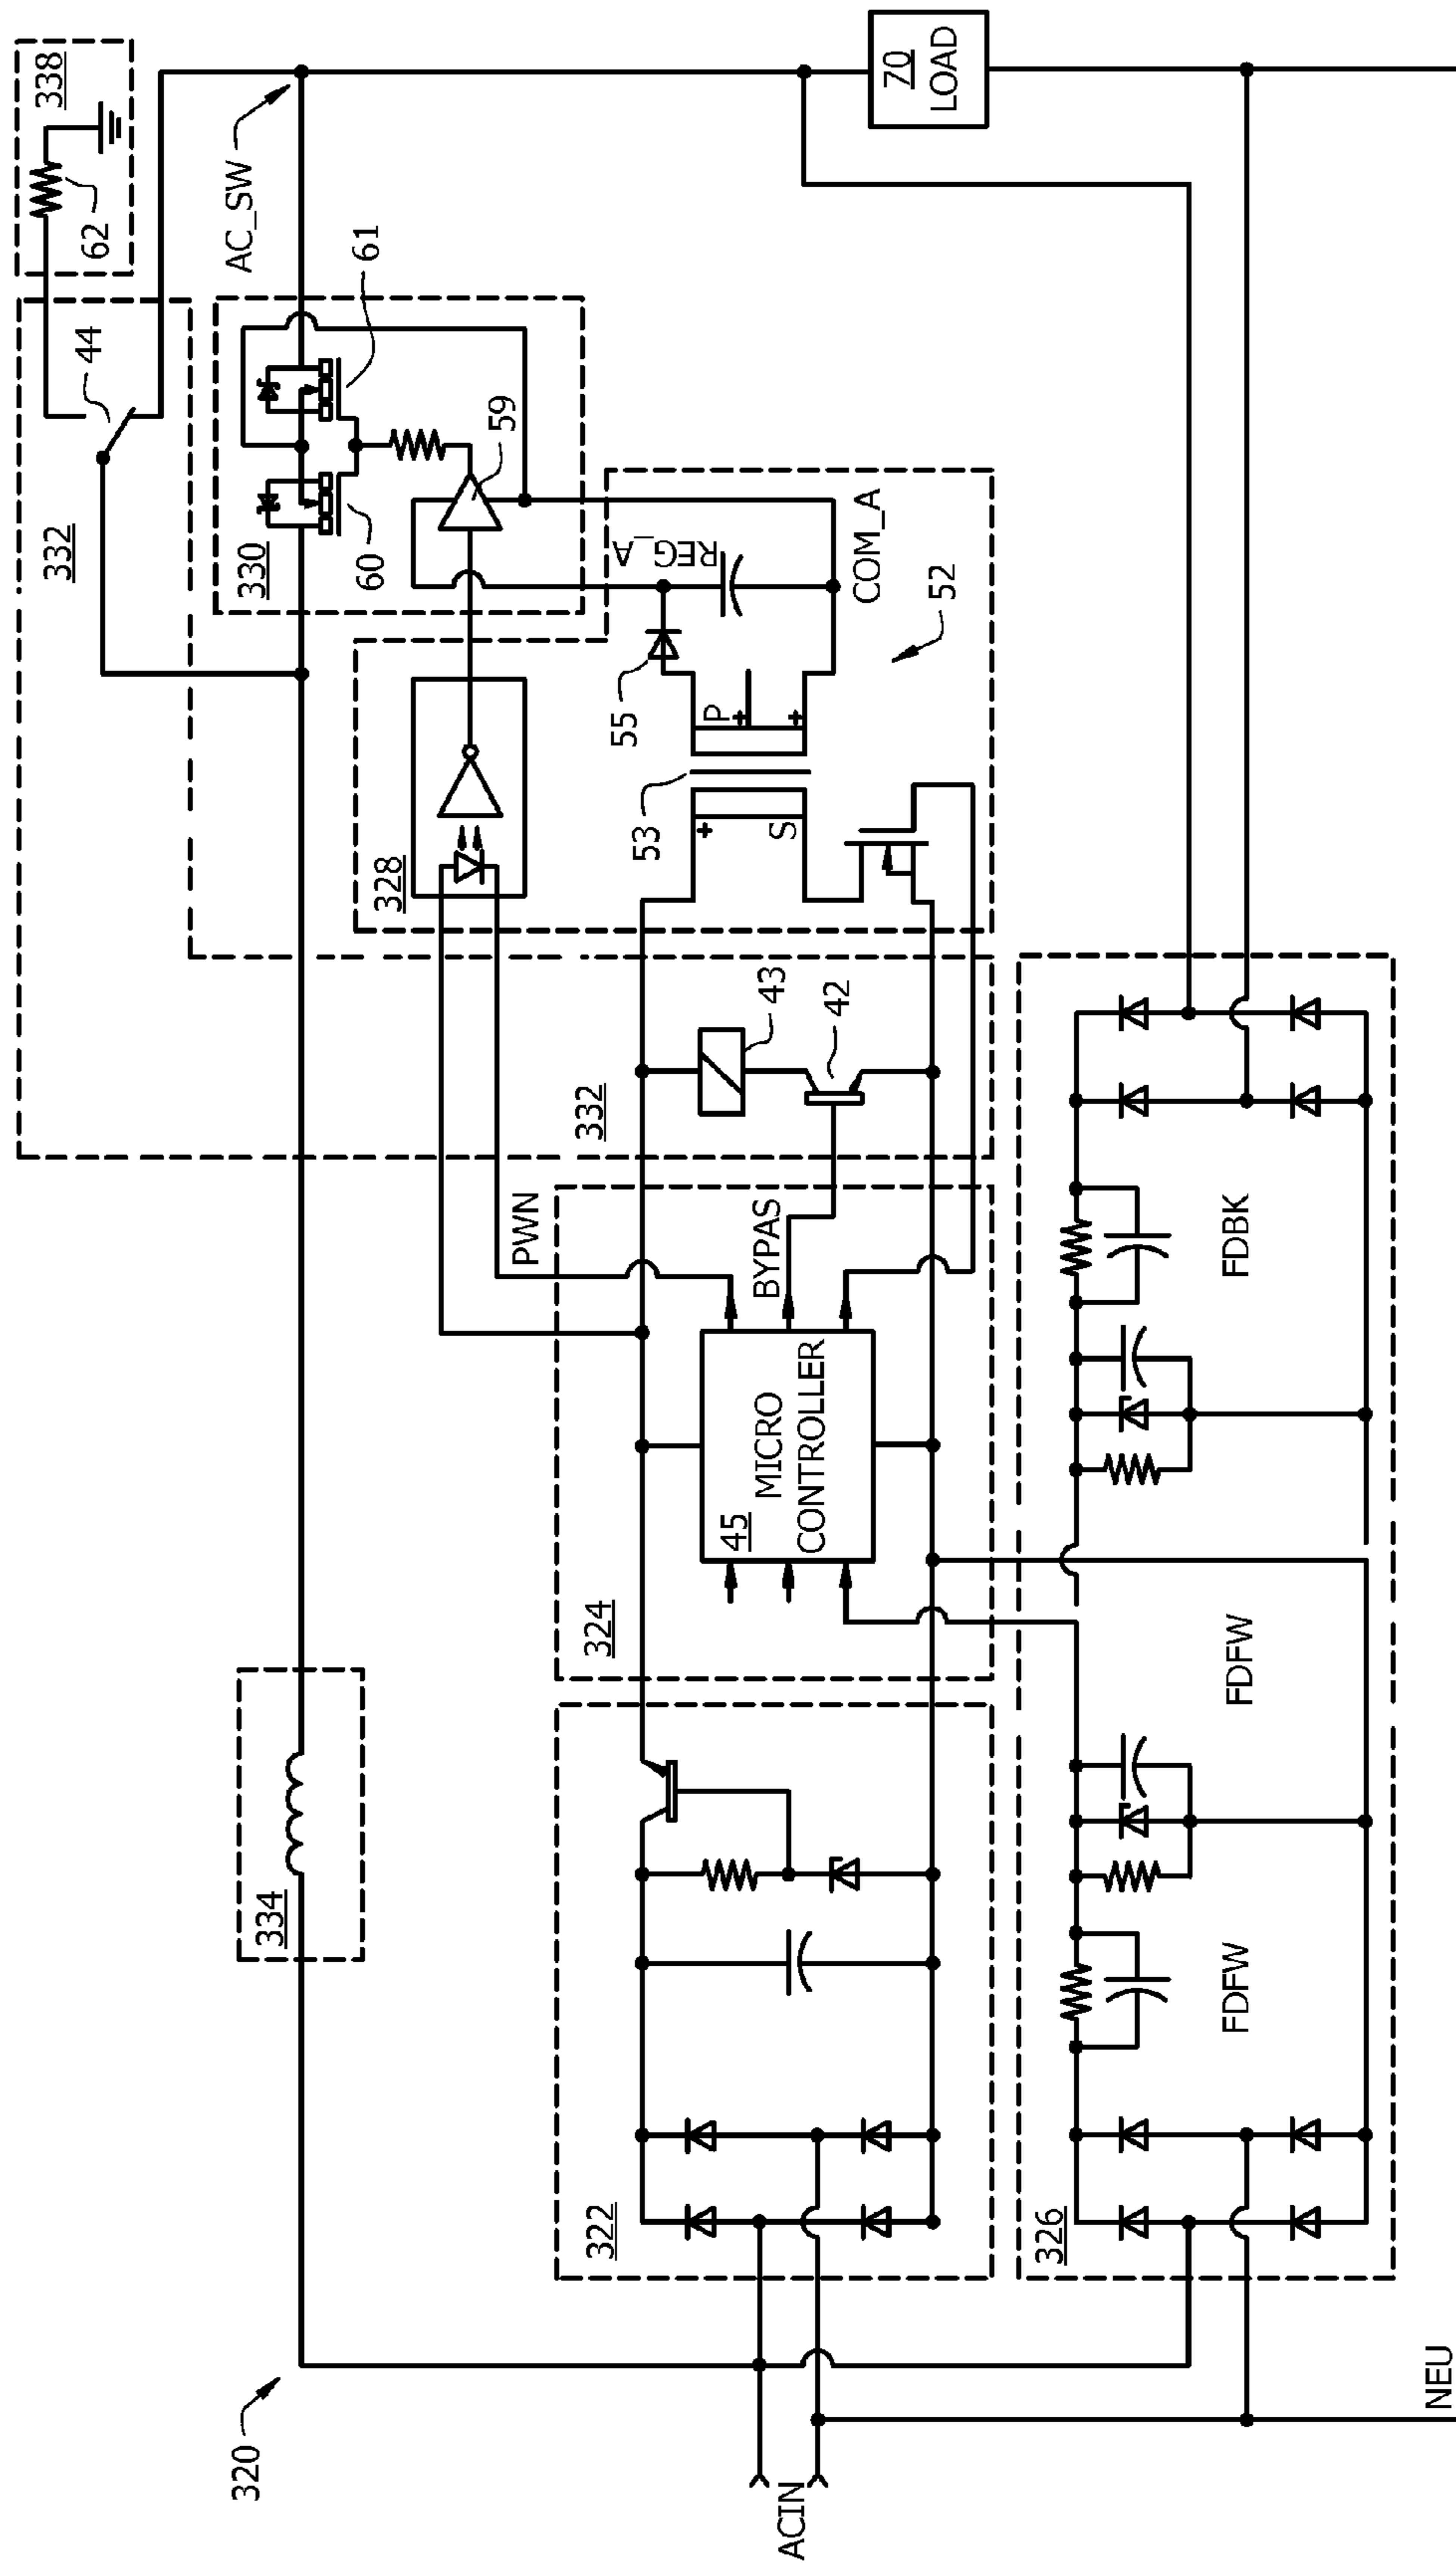 320
334
332
44
338
62
AC_SW
330
60
61
59
328
PWN
55
REG_A
COM_A
53
P
+
+
+
S
52
332
43
42
324
45
MICRO
CONTROLLER
BYPAS
322
ACIN
326
FDFW
FDFW
FDBK
70
LOAD
NEU